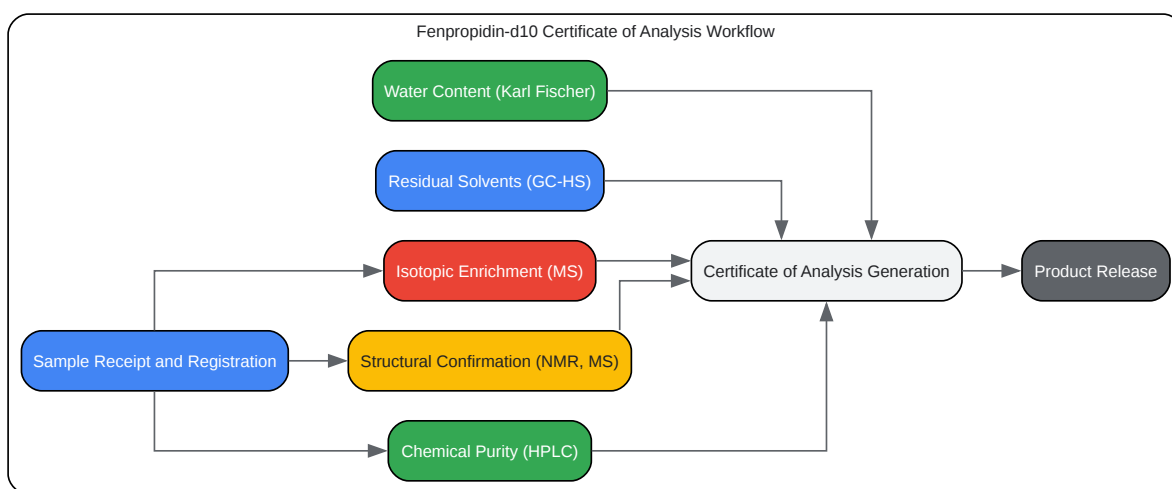 Fenpropidin-d10 Certificate of Analysis Workflow
Water Content (Karl Fischer)
Residual Solvents (GC-HS)
Isotopic Enrichment (MS)
Certificate of Analysis Generation
Product Release
Sample Receipt and Registration
Structural Confirmation (NMR, MS)
Chemical Purity (HPLC)